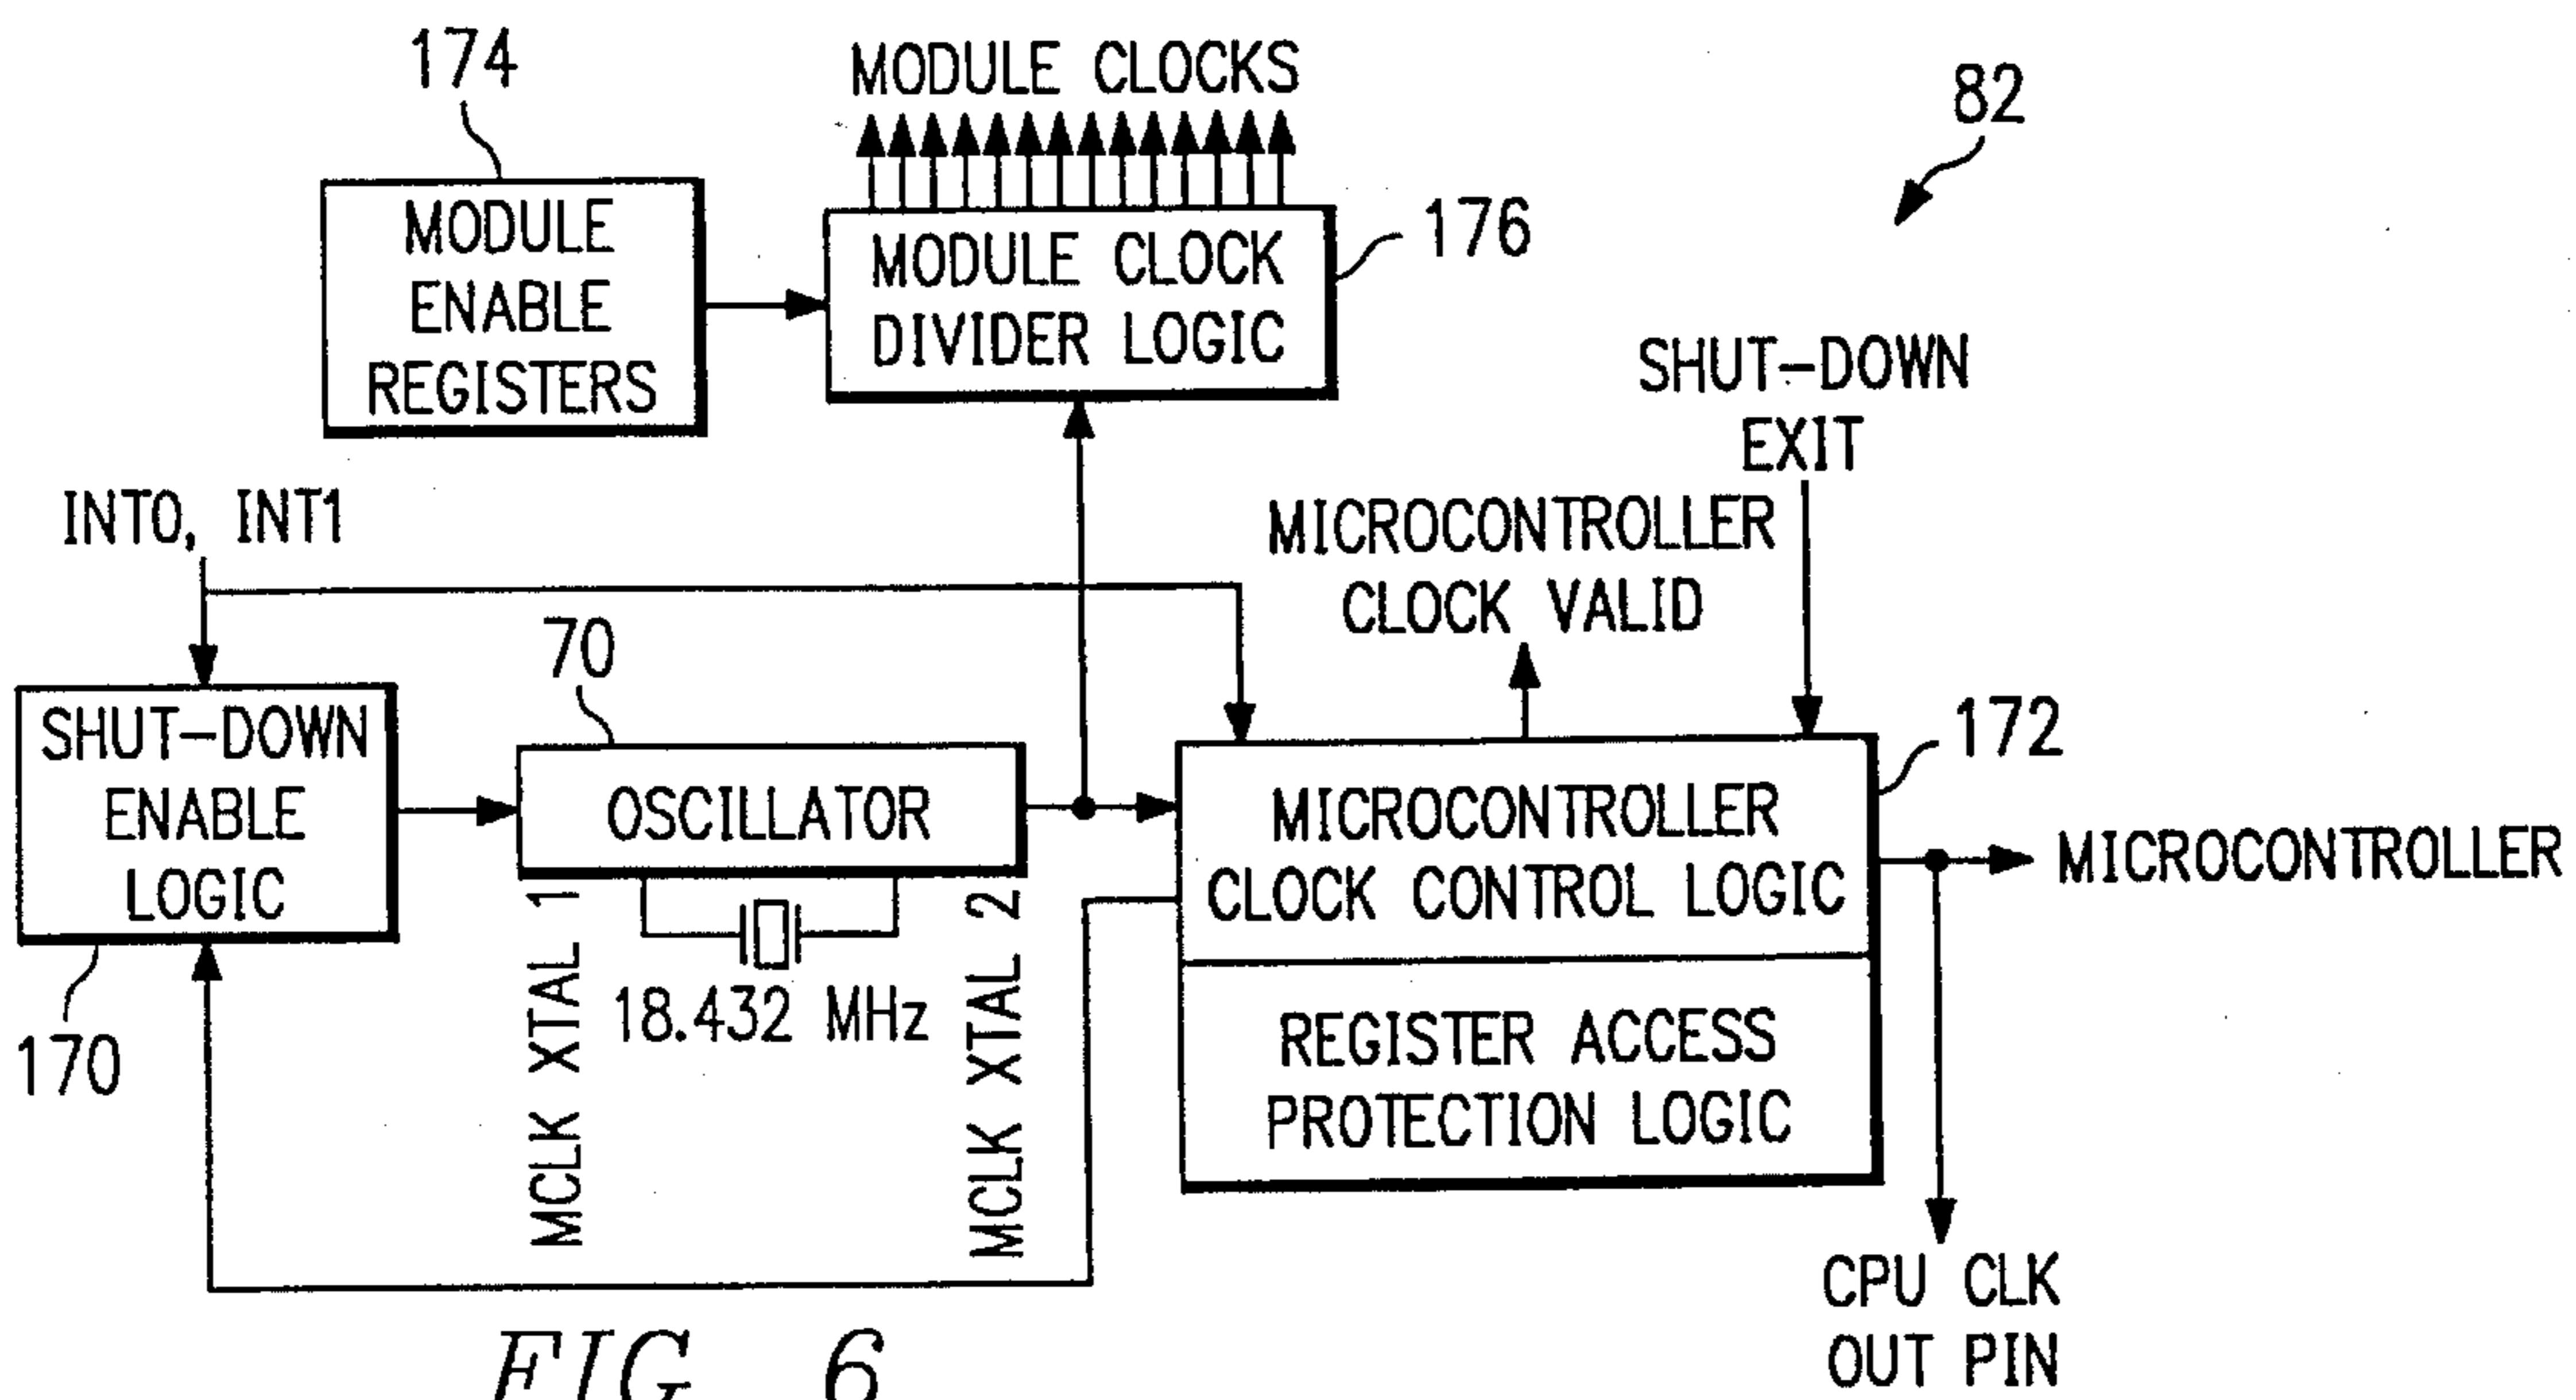 174
MODULE CLOCKS
82
MODULE
ENABLE
REGISTERS
MODULE CLOCK
DIVIDER LOGIC
176
SHUT-DOWN
EXIT
INT0, INT1
MICROCONTROLLER
CLOCK VALID
70
SHUT-DOWN
ENABLE
LOGIC
170
OSCILLATOR
MCLK XTAL 1
18.432 MHz
MCLK XTAL 2
172
MICROCONTROLLER
CLOCK CONTROL LOGIC
REGISTER ACCESS
PROTECTION LOGIC
MICROCONTROLLER
CPU CLK
OUT PIN
FIG. 6